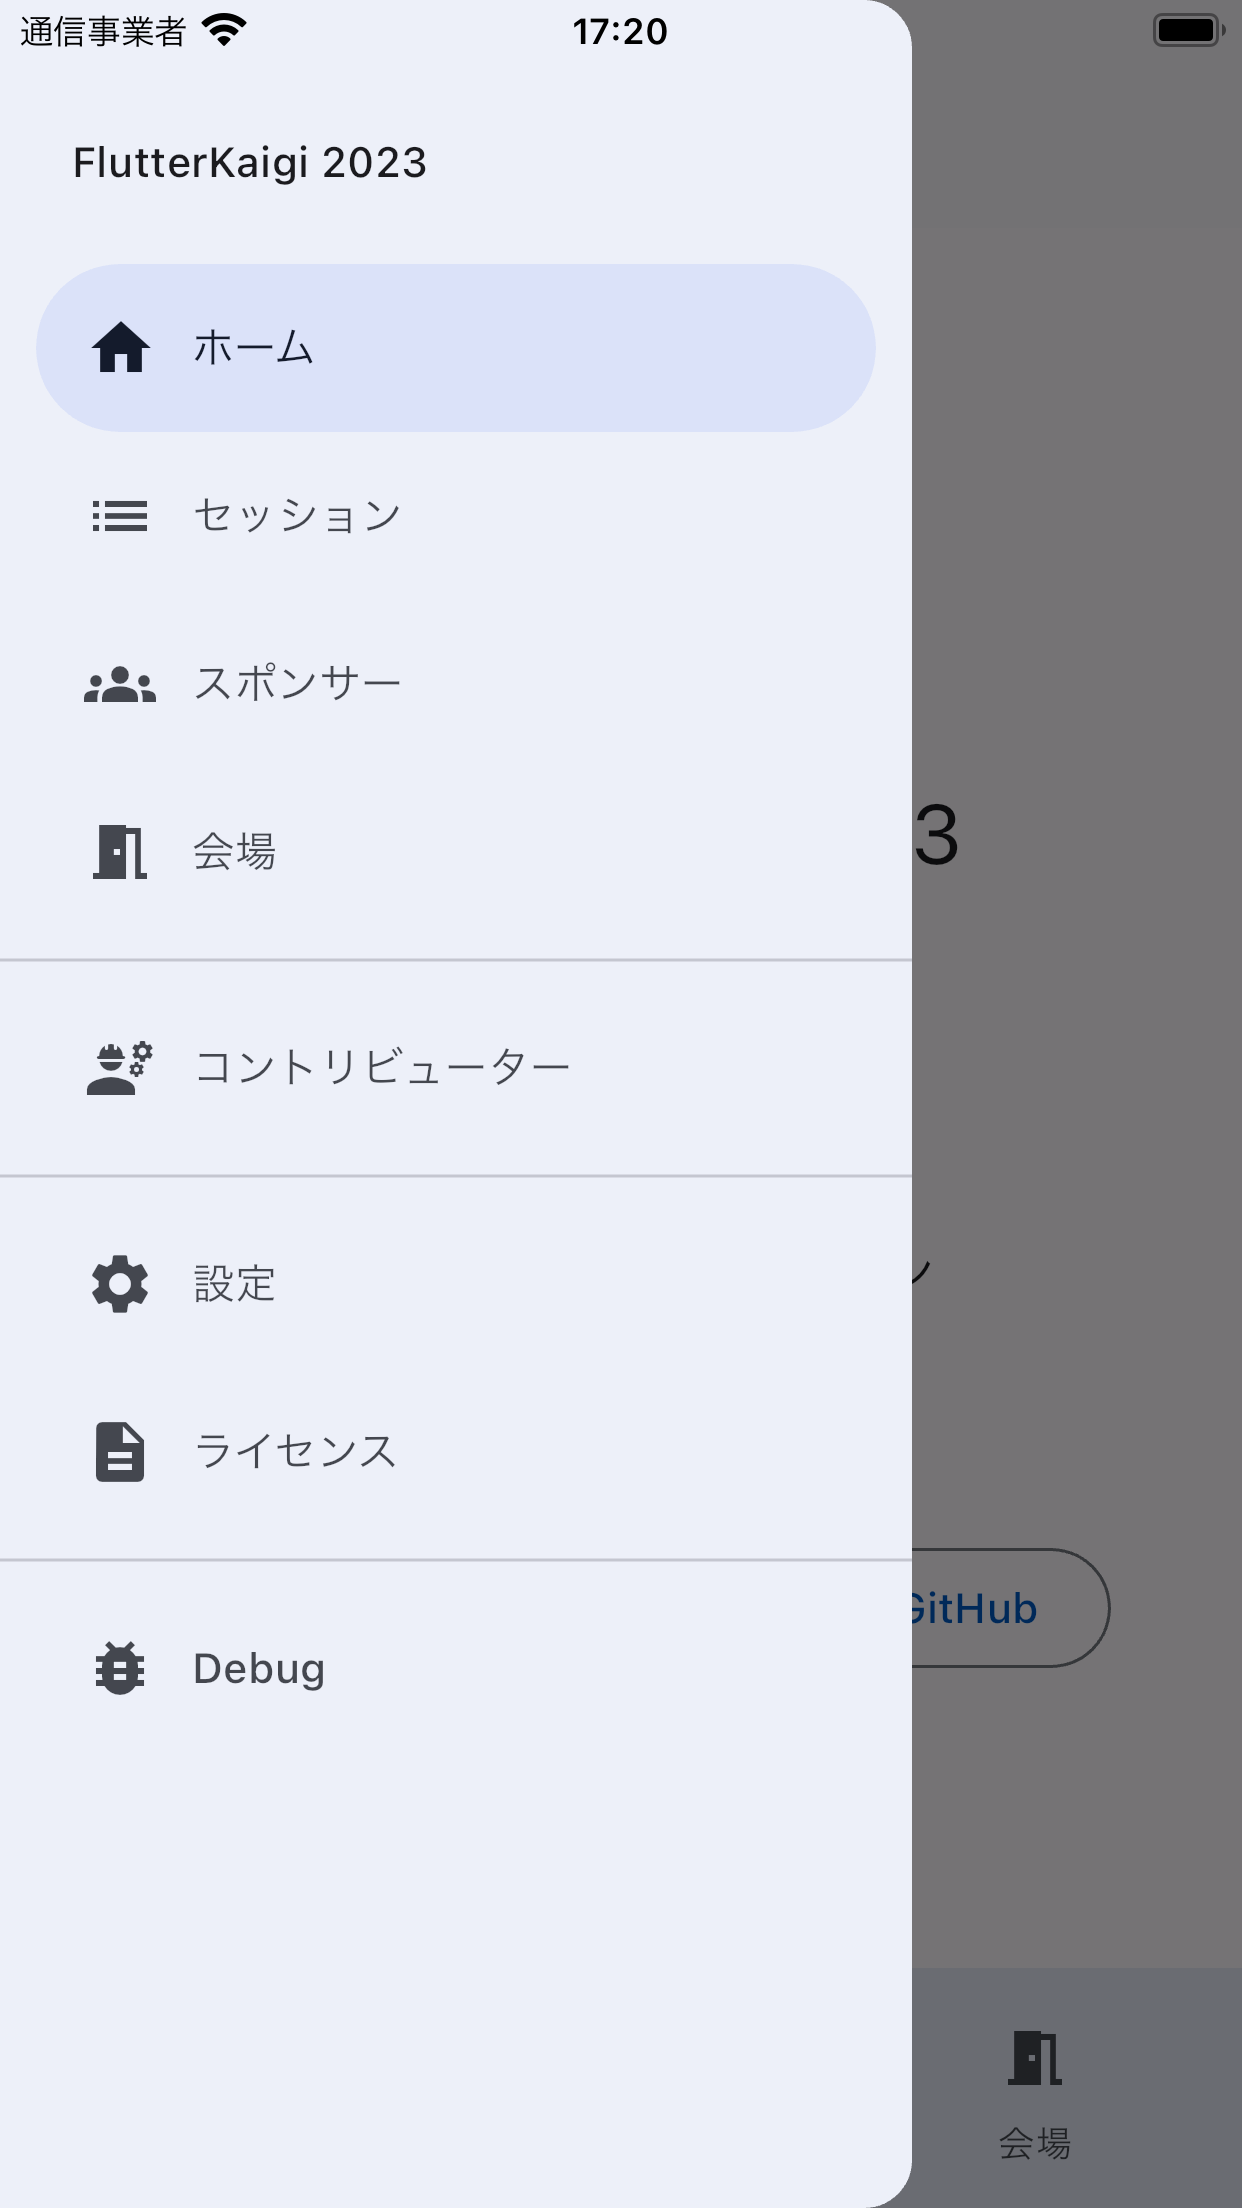 通信事業者
17:20
FlutterKaigi 2023
ホーム
セッション
スポンサー
会場
コントリビューター
設定
ライセンス
Debug
3
GitHub
会場